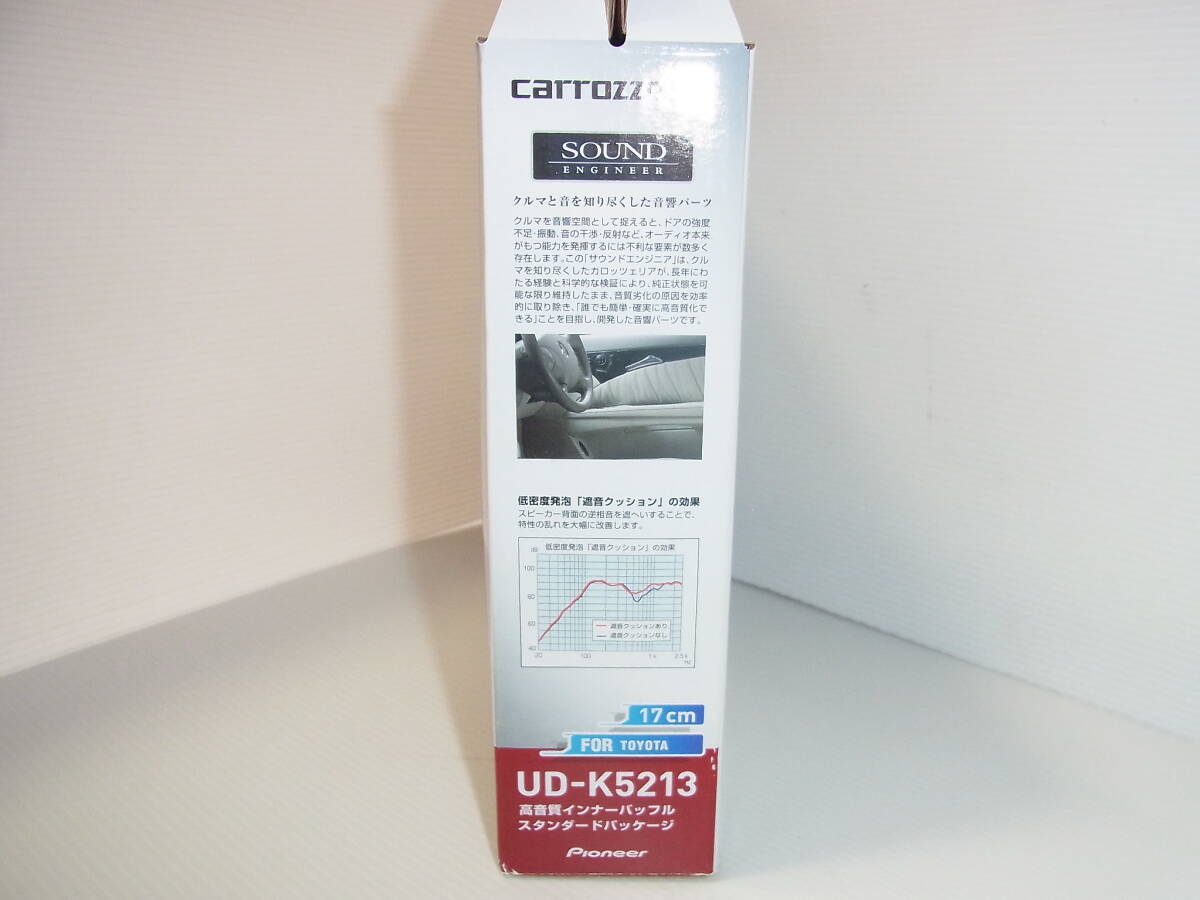 carrozz
SOUND
ENGINEER
クルマと音を知り尽くした音響パーツ
クルマを音響空間として捉えると、ドアの強度
不足・振動、音の干渉・反射など、オーディオ本来
がもつ能力を発揮するには不利な要素が数多く
存在します。この「サウンドエンジニア」は、クル
マを知り尽くしたカロッツェリアが、長年にわ
たる経験と科学的な検証により、純正状態を可
能な限り維持したまま、音質劣化の原因を効率
的に取り除き、「誰でも簡単・確実に高音質化で
きる」ことを目指し、開発した音響パーツです。
低密度発泡「遮音クッション」の効果
スピーカー背面の逆相音を遮へいすることで、
特性の乱れを大幅に改善します。
低密度発泡「遮音クッション」の効果
dB
100
80
60
40
遮音クッションあり
遮音クッションなし
20 100 1k 2.5k
Hz
17cm
FOR TOYOTA
UD-K5213
高音質インナーバッフル
スタンダードパッケージ
Pioneer